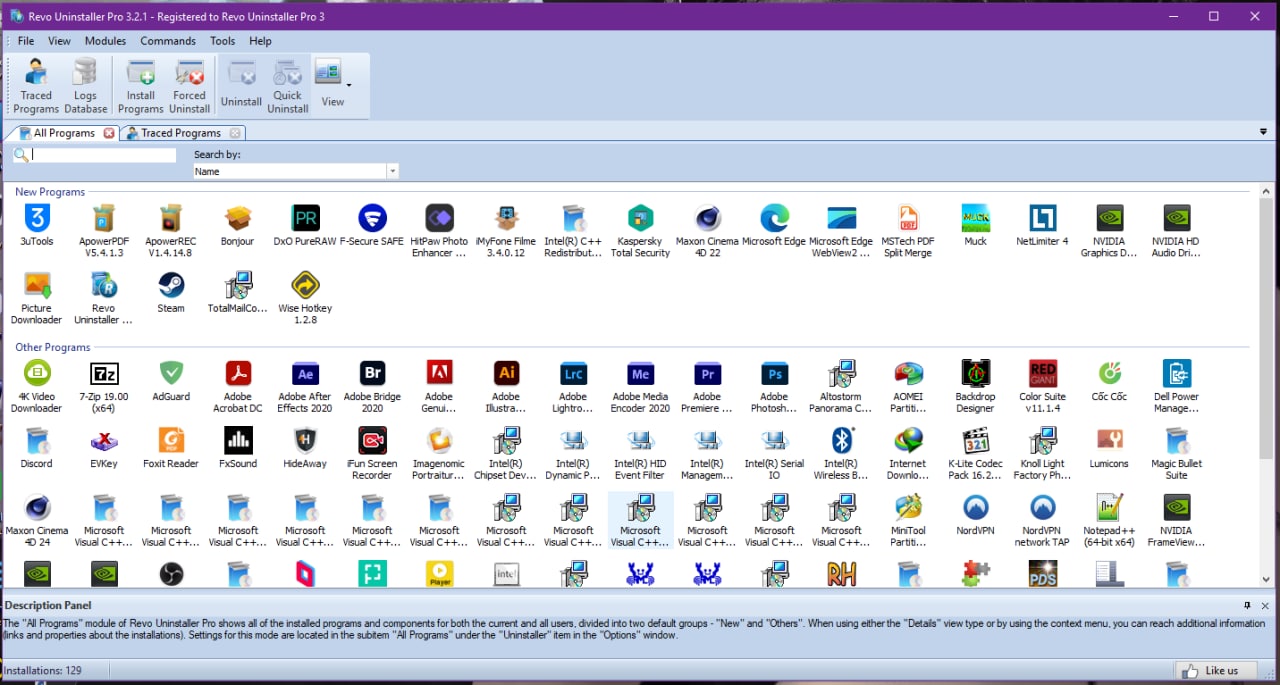 Revo Uninstaller Pro 3.2.1 - Registered to Revo Uninstaller Pro 3
File View Modules Commands Tools Help
Traced Programs
Logs Database
Install Programs
Forced Uninstall
Uninstall
Quick Uninstall
View
All Programs
Traced Programs
Search by:
Name
New Programs
3uTools
ApowerPDF V5.4.1.3
ApowerREC V1.4.14.8
Bonjour
DxO PureRAW
F-Secure SAFE
HitPaw Photo Enhancer ...
iMyFone Filme 3.4.0.12
Intel(R) C++ Redistribut...
Kaspersky Total Security
Maxon Cinema 4D 22
Microsoft Edge
Microsoft Edge WebView2 ...
MSTech PDF Split Merge
Muck
NetLimiter 4
NVIDIA Graphics D...
NVIDIA HD Audio Dri...
Picture Downloader
Revo Uninstaller ...
Steam
TotalMailCo...
Wise Hotkey 1.2.8
Other Programs
4K Video Downloader
7-Zip 19.00 (x64)
AdGuard
Adobe Acrobat DC
Adobe After Effects 2020
Adobe Bridge 2020
Adobe Genui...
Adobe Illustra...
Adobe Lightro...
Adobe Media Encoder 2020
Adobe Premiere ...
Adobe Photosh...
Altostorm Panorama C...
AOMEI Partiti...
Backdrop Designer
Color Suite v11.1.4
Cốc Cốc
Dell Power Manage...
Discord
EVKey
Foxit Reader
FxSound
HideAway
iFun Screen Recorder
Imagenomic Portraitur...
Intel(R) Chipset Dev...
Intel(R) Dynamic P...
Intel(R) HID Event Filter
Intel(R) Managem...
Intel(R) Serial IO
Intel(R) Wireless B...
Internet Downlo...
K-Lite Codec Pack 16.2...
Knoll Light Factory Ph...
Lumicons
Magic Bullet Suite
Maxon Cinema 4D 24
Microsoft Visual C++...
Microsoft Visual C++...
Microsoft Visual C++...
Microsoft Visual C++...
Microsoft Visual C++...
Microsoft Visual C++...
Microsoft Visual C++...
Microsoft Visual C++...
Microsoft Visual C++...
Microsoft Visual C++...
Microsoft Visual C++...
Microsoft Visual C++...
MiniTool Partiti...
NordVPN
NordVPN network TAP
Notepad++ (64-bit x64)
NVIDIA FrameView...
Description Panel
The "All Programs" module of Revo Uninstaller Pro shows all of the installed programs and components for both the current and all users, divided into two default groups - "New" and "Others". When using either the "Details" view type or by using the context menu, you can reach additional information
(links and properties about the installations). Settings for this mode are located in the subitem "All Programs" under the "Uninstaller" item in the "Options" window.
Installations: 129
Like us